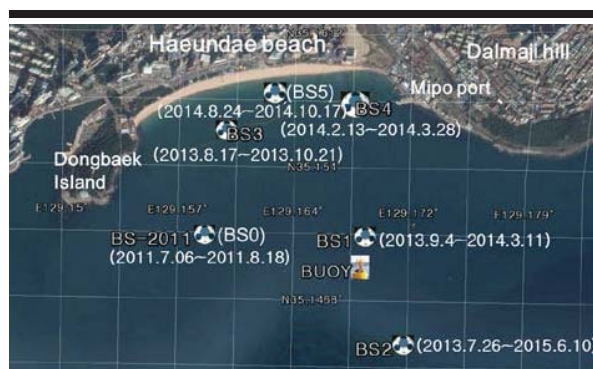 Haeundae beach
Dalmaji hill
(BS5)
Mipo port
(2014.8.24~2014.10.17)
BS4
(2014.2.13~2014.3.28)
BS3
(2013.8.17~2013.10.21)
Dongbaek
Island
N35.154
E129.15°
E129.157°
E129.164°
E129.172°
E129.179°
BS-2011
(BS0)
(2011.7.06~2011.8.18)
BS1
(2013.9.4~2014.3.11)
BUOY
N35.1468°
BS2
(2013.7.26~2015.6.10)